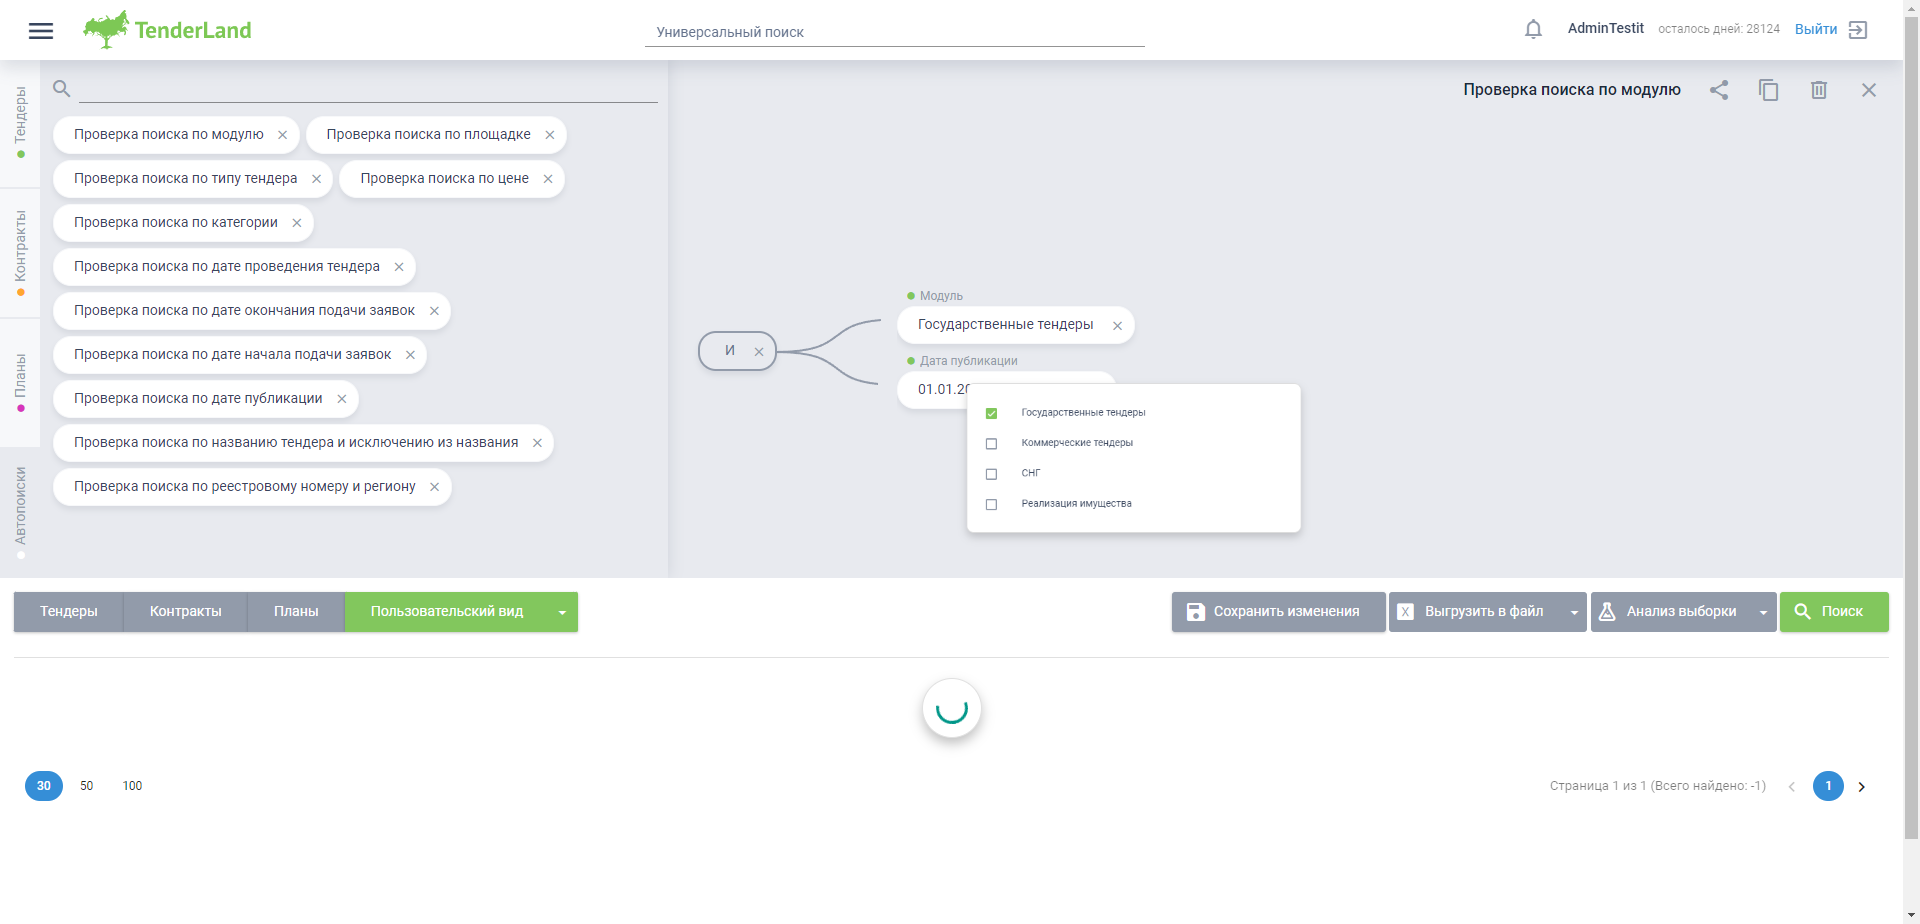 TenderLand
Универсальный поиск
AdminTestit
осталось дней: 28124
Выйти
Тендеры
Контракты
Планы
Автопоиски
Проверка поиска по модулю
Проверка поиска по площадке
Проверка поиска по типу тендера
Проверка поиска по цене
Проверка поиска по категории
Проверка поиска по дате проведения тендера
Проверка поиска по дате окончания подачи заявок
Проверка поиска по дате начала подачи заявок
Проверка поиска по дате публикации
Проверка поиска по названию тендера и исключению из названия
Проверка поиска по реестровому номеру и региону
Проверка поиска по модулю
И
Модуль
Государственные тендеры
Дата публикации
01.01.20
Государственные тендеры
Коммерческие тендеры
СНГ
Реализация имущества
Тендеры
Контракты
Планы
Пользовательский вид
Сохранить изменения
X Выгрузить в файл
Анализ выборки
Поиск
30 50 100
Страница 1 из 1 (Всего найдено: -1)
1